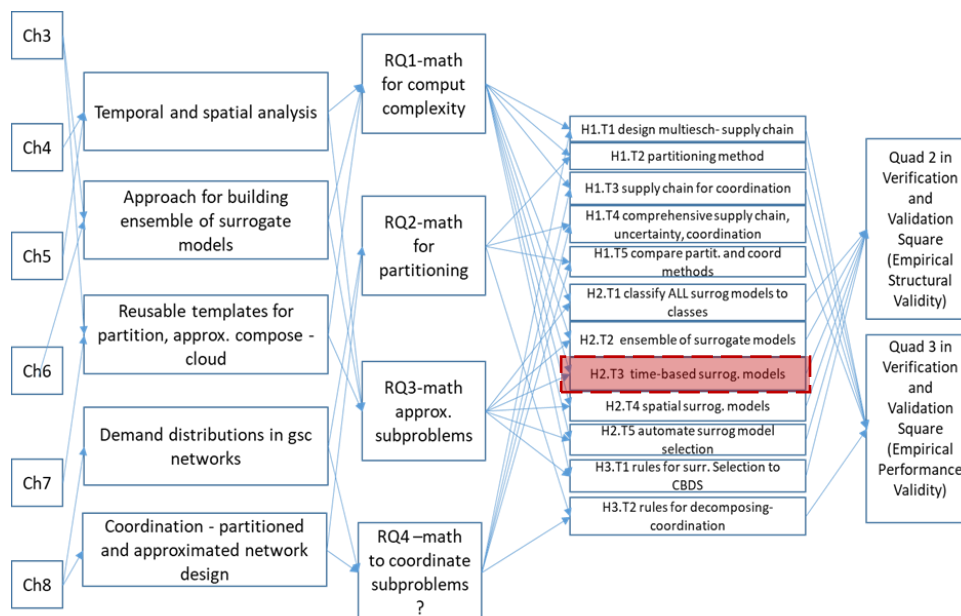 Ch3
Ch4
Ch5
Ch6
Ch7
Ch8
Temporal and spatial analysis
Approach for building
ensemble of surrogate
models
Reusable templates for
partition, approx. compose -
cloud
Demand distributions in gsc
networks
Coordination - partitioned
and approximated network
design
RQ1-math
for comput
complexity
RQ2-math
for
partitioning
RQ3-math
approx.
subproblems
RQ4 –math
to coordinate
subproblems
?
H1.T1 design multiesch- supply chain
H1.T2 partitioning method
H1.T3 supply chain for coordination
H1.T4 comprehensive supply chain,
uncertainty, coordination
H1.T5 compare partit. and coord
methods
H2.T1 classify ALL surrog models to
classes
H2.T2 ensemble of surrogate models
H2.T3 time-based surrog. models
H2.T4 spatial surrog. models
H2.T5 automate surrog model
selection
H3.T1 rules for surr. Selection to
CBDS
H3.T2 rules for decomposing-
coordination
Quad 2 in
Verification
and
Validation
Square
(Empirical
Structural
Validity)
Quad 3 in
Verification
and
Validation
Square
(Empirical
Performance
Validity)